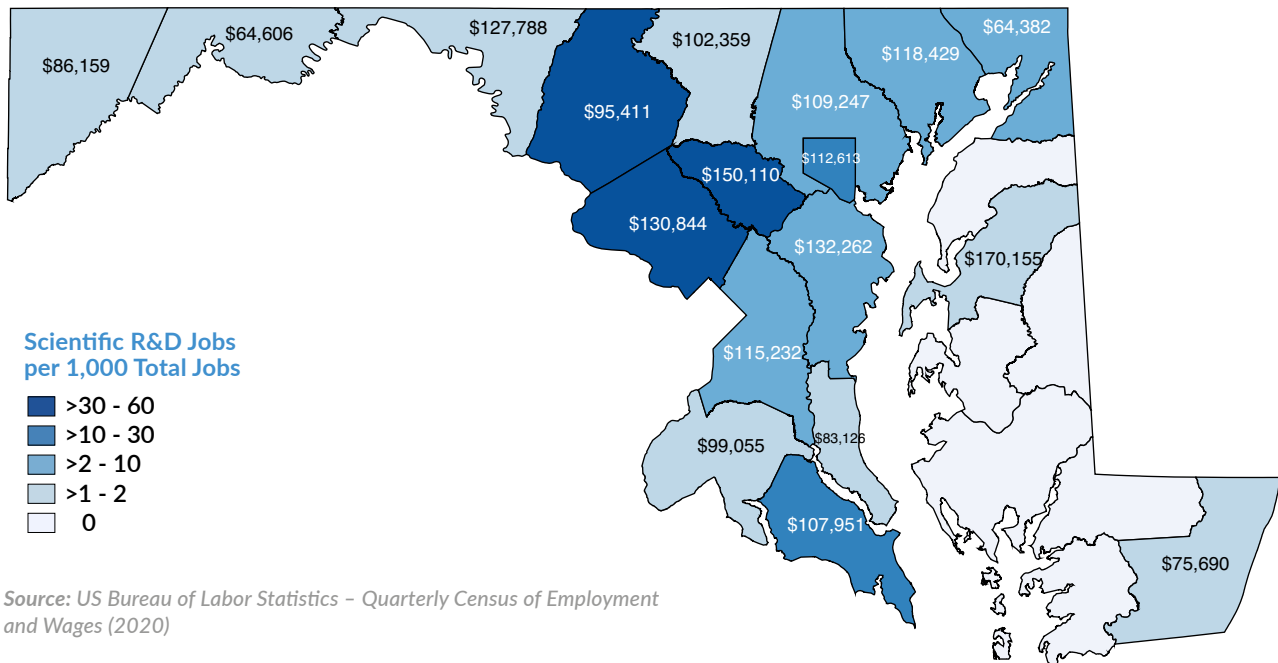 $86,159
$64,606
$127,788
$102,359
$118,429
$64,382
$95,411
$109,247
$112,613
$150,110
$130,844
$132,262
$170,155
$115,232
$99,055
$83,126
$107,951
$75,690
Scientific R&D Jobs
per 1,000 Total Jobs
>30 - 60
>10 - 30
>2 - 10
>1 - 2
0
Source: US Bureau of Labor Statistics – Quarterly Census of Employment
and Wages (2020)